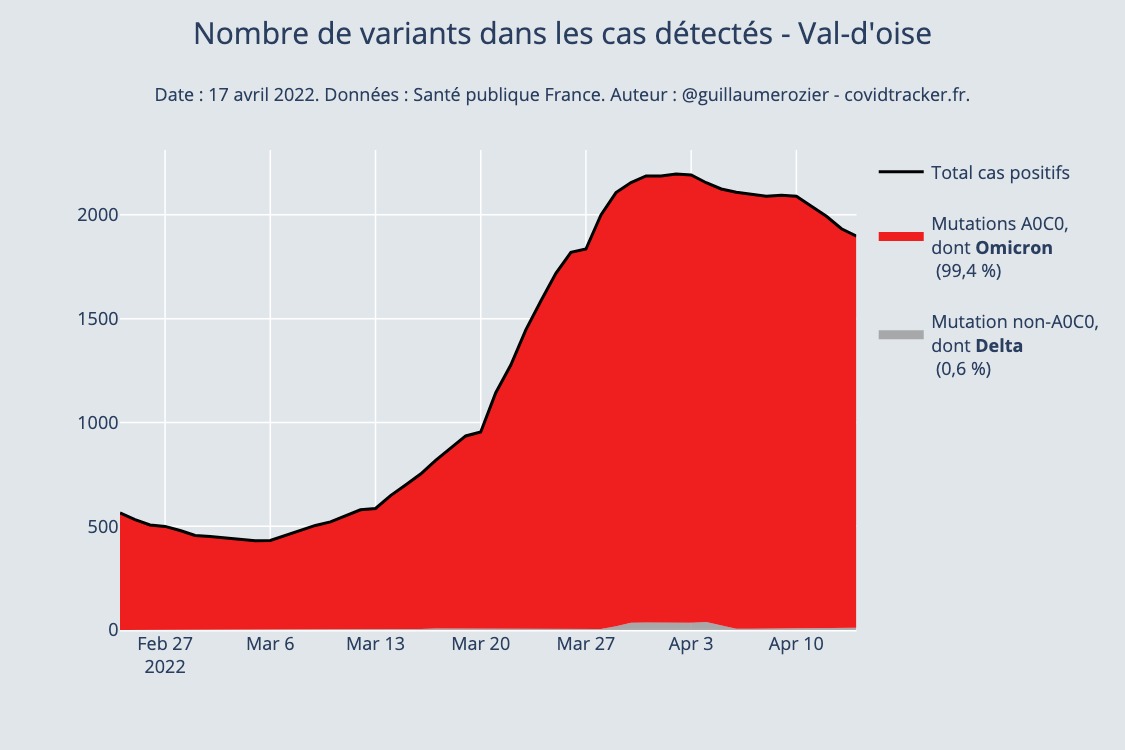 Nombre de variants dans les cas détectés - Val-d'oise
Date : 17 avril 2022. Données : Santé publique France. Auteur : @guillaumerozier - covidtracker.fr.
Total cas positifs
Mutations A0C0,
dont Omicron
(99,4 %)
Mutation non-A0C0,
dont Delta
(0,6 %)
2000
1500
1000
500
0
Feb 27 Mar 6 Mar 13 Mar 20 Mar 27 Apr 3 Apr 10
2022